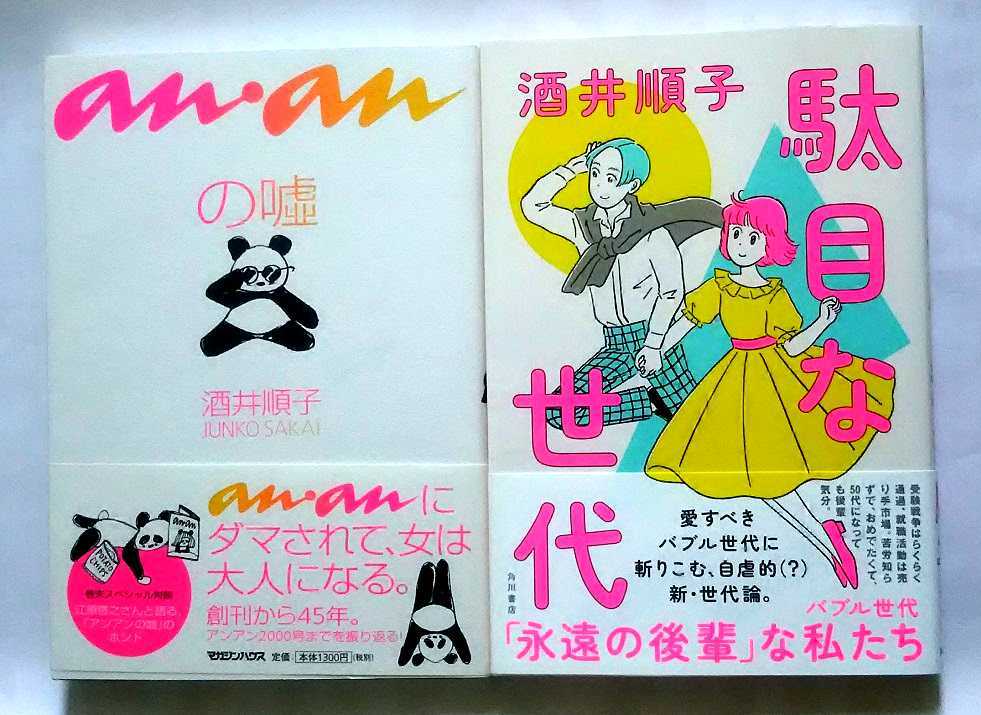 an・an
の嘘
酒井順子
JUNKO SAKAI
an・anに
ダマされて、女は
大人になる。
創刊から45年。
アンアン2000号までを振り返る!
an・an
POTATO
CHIPS
巻末スペシャル対談
江原啓之さんと語る、
「アンアンの嘘」の
ホント
マガジンハウス 定価:本体1300円(税別)
酒井順子
駄目な
世代
受験戦争はらくらく
通過、就職活動は売
り手市場。苦労知ら
ずで、おめでたくて、
50代になって
も後輩
気分
愛すべき
バブル世代に
斬りこむ、自虐的(?)
新・世代論。
角川書店
バブル世代
「永遠の後輩」な私たち